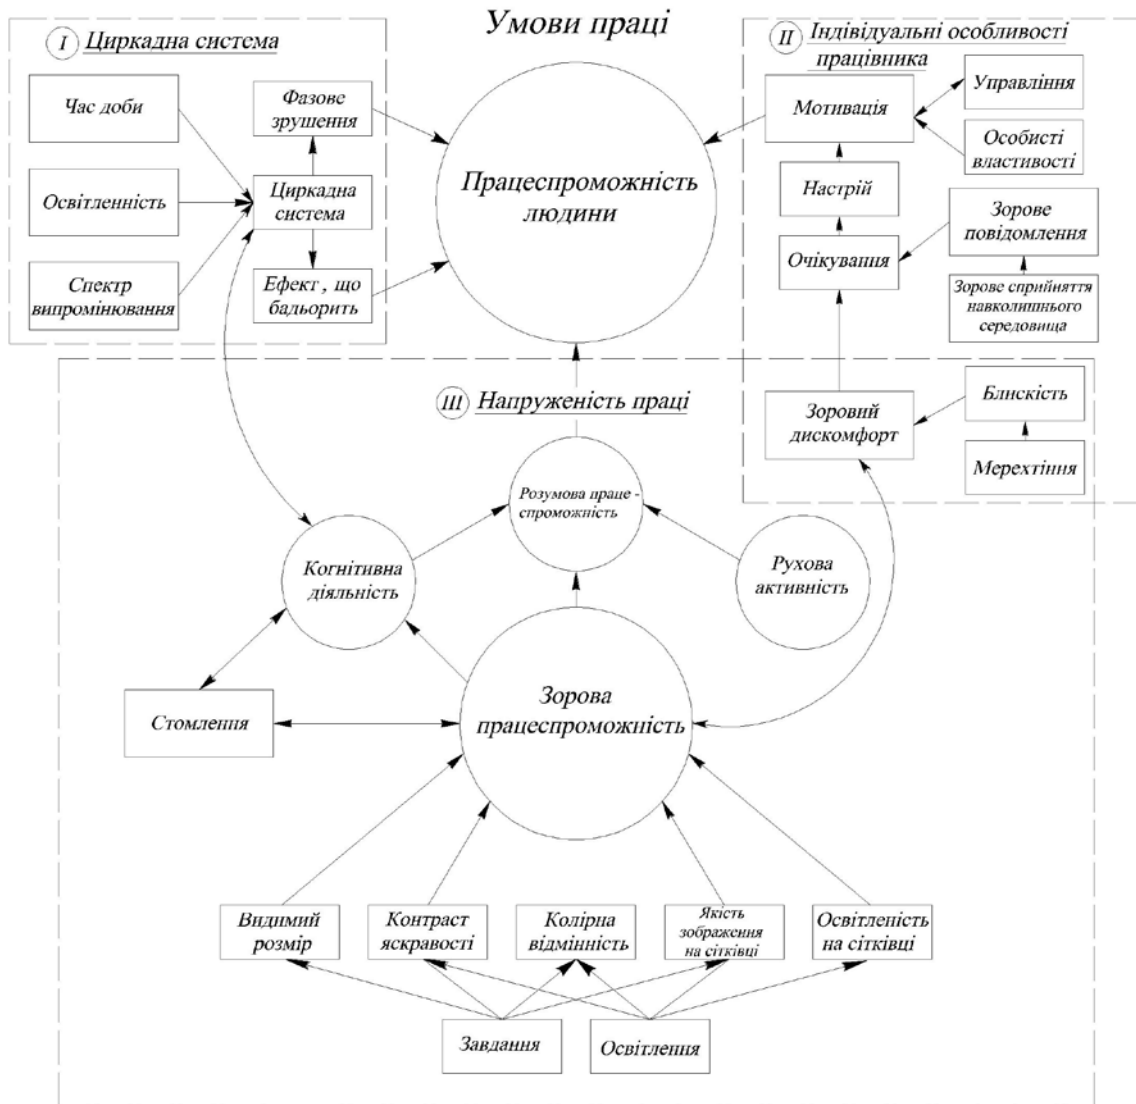 Умови праці
I Циркадна система
Час доби
Фазове
зрушення
Освітленність
Циркадна
система
Спектр
випромінювання
Ефект , що
бадьорить
Працеспроможність
людини
II Індивідуальні особливості
працівника
Мотивація
Управління
Особисті
властивості
Настрій
Зорове
повідомлення
Очікування
Зорове сприйняття
навколишнього
середовища
Зоровий
дискомфорт
Блискість
Мерехтіння
III Напруженість праці
Розумова праце -
спроможність
Когнітивна
діяльність
Рухова
активність
Стомлення
Зорова
працеспроможність
Видимий
розмір
Контраст
яскравості
Колірна
відмінність
Якість
зображення
на сітківці
Освітленість
на сітківці
Завдання
Освітлення